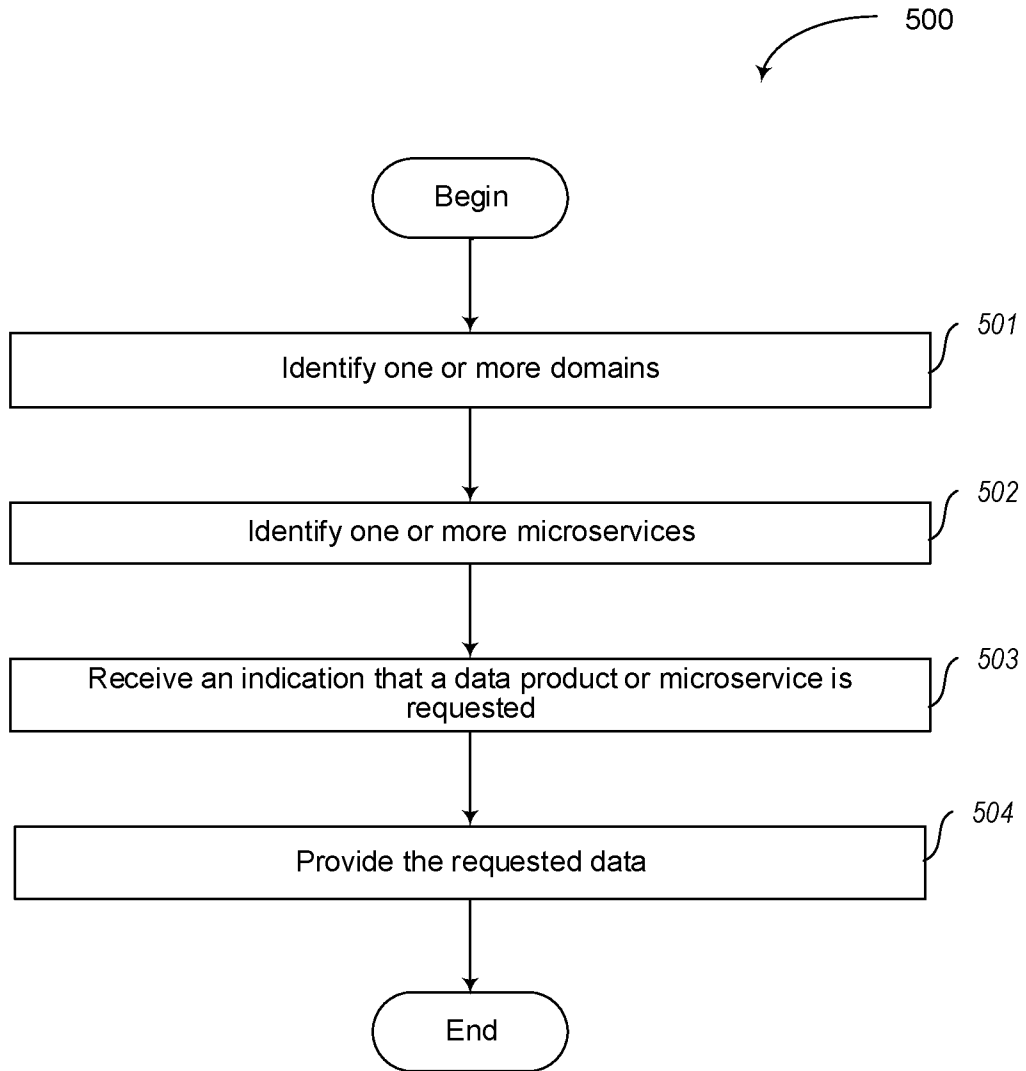 500
Begin
501
Identify one or more domains
502
Identify one or more microservices
503
Receive an indication that a data product or microservice is
requested
504
Provide the requested data
End